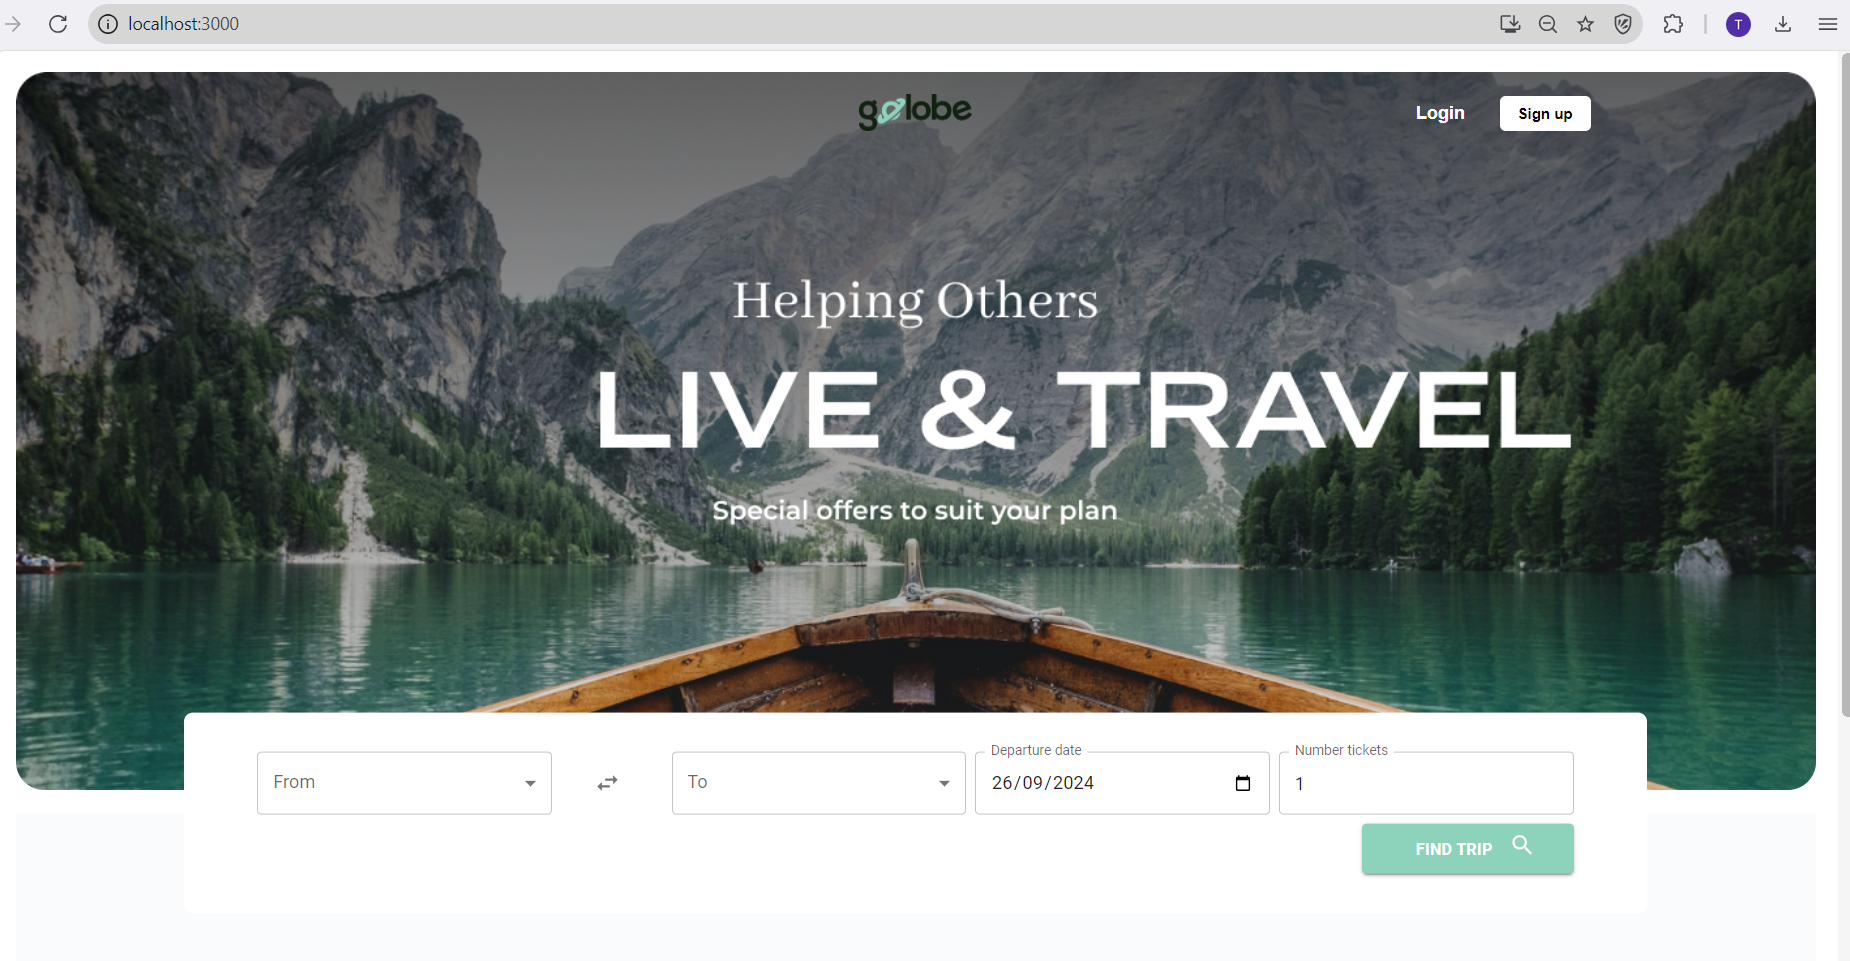 localhost:3000
T
golobe
Login
Sign up
Helping Others
LIVE & TRAVEL
Special offers to suit your plan
From
To
Departure date
26/09/2024
Number tickets
1
FIND TRIP